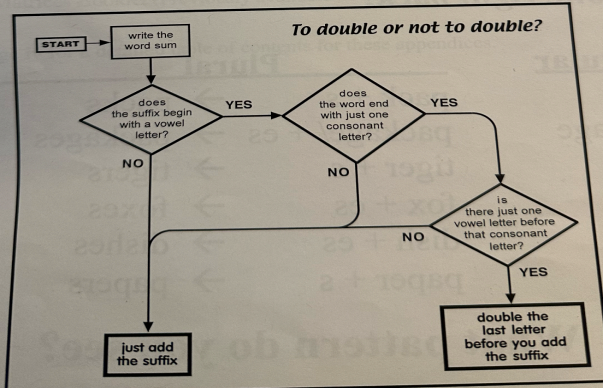 To double or not to double?
START
write the
word sum
does
the suffix begin
with a vowel
letter?
YES
does
the word end
with just one
consonant
letter?
YES
NO
NO
is
there just one
vowel letter before
that consonant
letter?
NO
YES
just add
the suffix
double the
last letter
before you add
the suffix